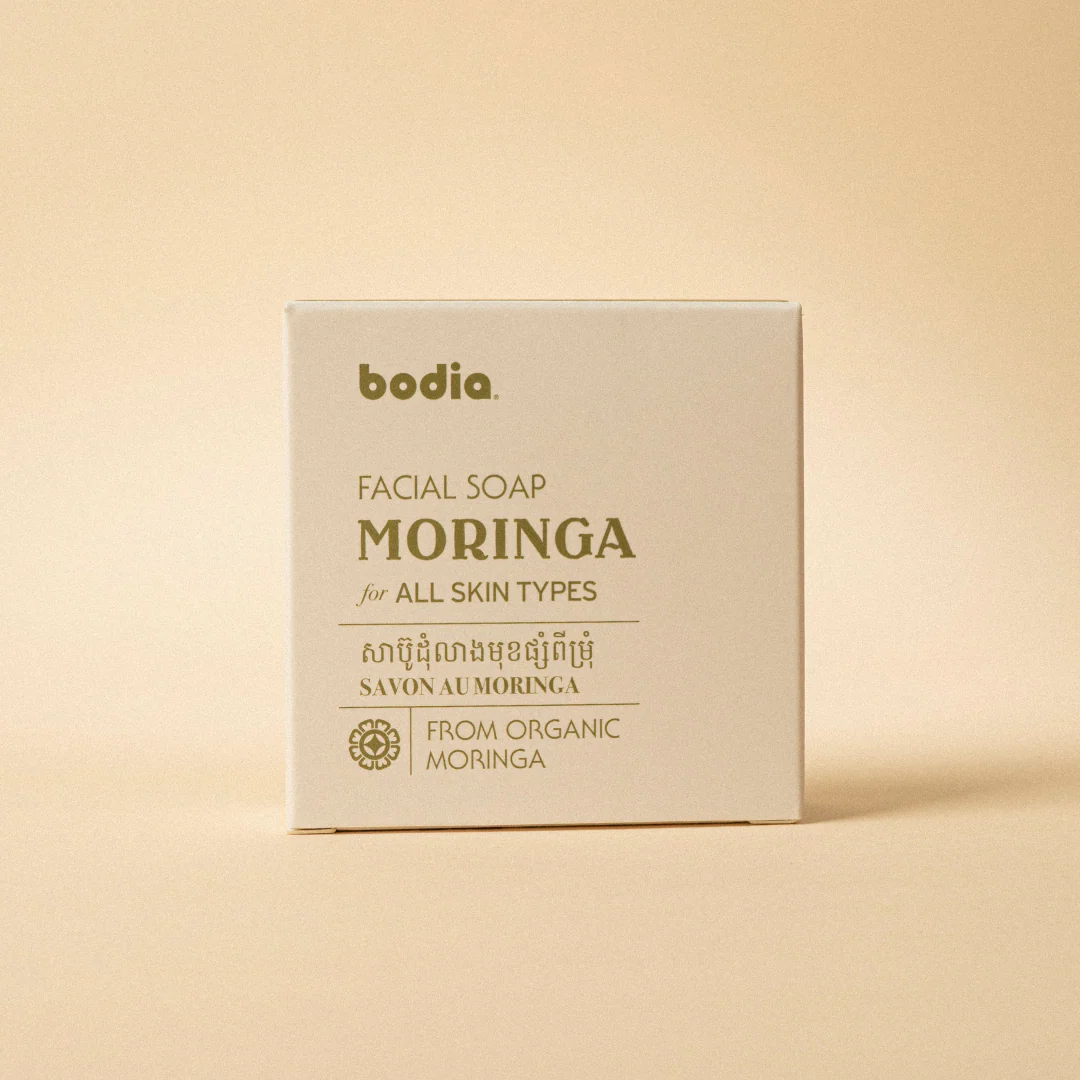 bodia®
FACIAL SOAP
MORINGA
for ALL SKIN TYPES
សាប៊ូដុំលាងមុខផ្សំពីម្រុំ
SAVON AU MORINGA
FROM ORGANIC
MORINGA